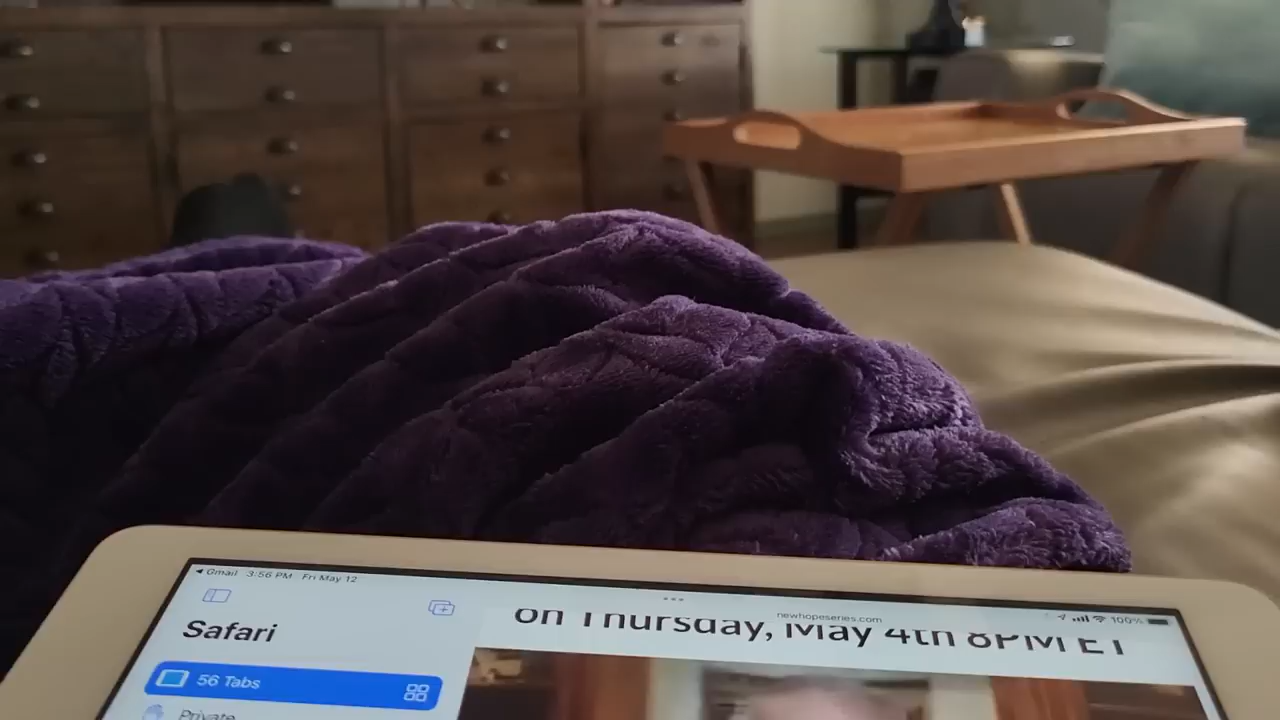 Gmail 3:56 PM Fri May 12
newhopeseries.com
100%
Safari
on Thursday, May 4th 8PM ET
56 Tabs
Private